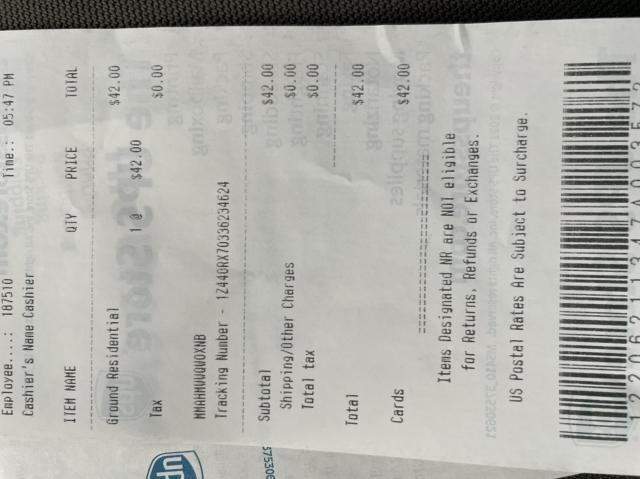 Employee....: 187510 Time.: 05:47 PM
Cashier's Name Cashier
ITEM NAME QTY PRICE TOTAL
Ground Residential $42.00
1 @ $42.00
Tax $0.00
Tracking Number - 1Z440RX70336234624
Subtotal $42.00
Shipping/Other Charges $0.00
Total tax $0.00
Total $42.00
Cards $42.00
Items Designated NR are NOT eligible
for Returns, Refunds or Exchanges.
US Postal Rates Are Subject to Surcharge.